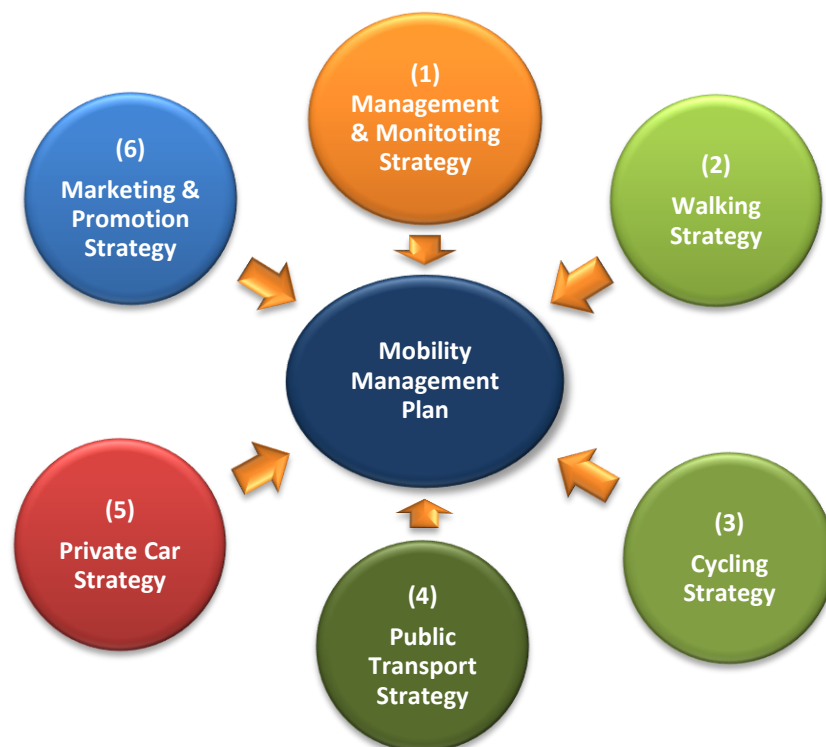 (1)
Management
& Monitoting
Strategy
(2)
Walking
Strategy
(3)
Cycling
Strategy
(4)
Public
Transport
Strategy
(5)
Private Car
Strategy
(6)
Marketing &
Promotion
Strategy
Mobility
Management
Plan